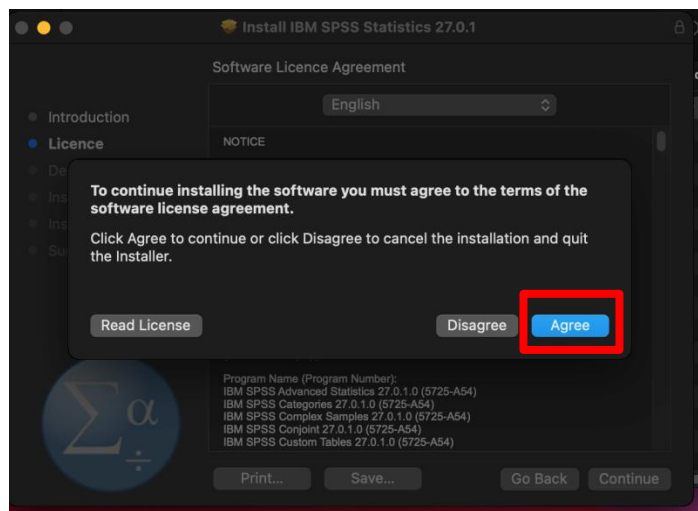 Install IBM SPSS Statistics 27.0.1
Software Licence Agreement
English
Introduction
Licence
NOTICE
To continue installing the software you must agree to the terms of the
software license agreement.
Click Agree to continue or click Disagree to cancel the installation and quit
the Installer.
Read License
Disagree
Agree
Program Name (Program Number):
IBM SPSS Advanced Statistics 27.0.1.0 (5725-A54)
IBM SPSS Categories 27.0.1.0 (5725-A54)
IBM SPSS Complex Samples 27.0.1.0 (5725-A54)
IBM SPSS Conjoint 27.0.1.0 (5725-A54)
IBM SPSS Custom Tables 27.0.1.0 (5725-A54)
Σα
÷
Print...
Save...
Go Back
Continue